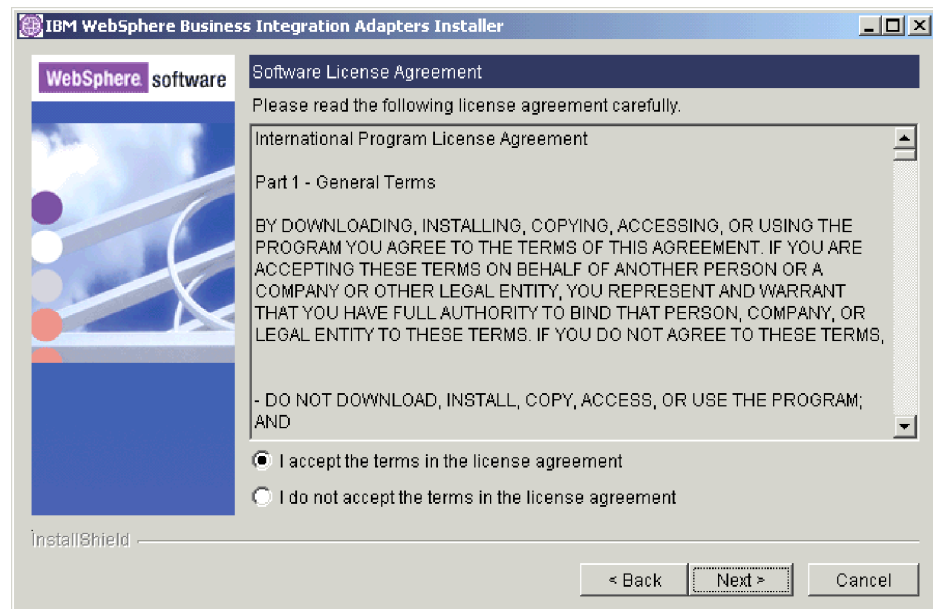 IBM WebSphere Business Integration Adapters Installer
WebSphere software
Software License Agreement
Please read the following license agreement carefully.
International Program License Agreement
Part 1 - General Terms
BY DOWNLOADING, INSTALLING, COPYING, ACCESSING, OR USING THE
PROGRAM YOU AGREE TO THE TERMS OF THIS AGREEMENT. IF YOU ARE
ACCEPTING THESE TERMS ON BEHALF OF ANOTHER PERSON OR A
COMPANY OR OTHER LEGAL ENTITY, YOU REPRESENT AND WARRANT
THAT YOU HAVE FULL AUTHORITY TO BIND THAT PERSON, COMPANY, OR
LEGAL ENTITY TO THESE TERMS. IF YOU DO NOT AGREE TO THESE TERMS,
- DO NOT DOWNLOAD, INSTALL, COPY, ACCESS, OR USE THE PROGRAM;
AND
I accept the terms in the license agreement
I do not accept the terms in the license agreement
InstallShield
< Back
Next >
Cancel